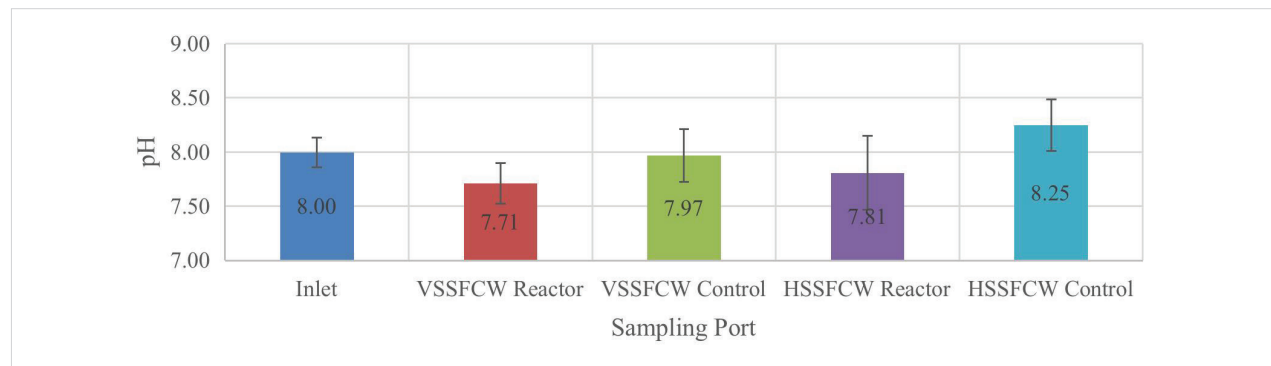 9.00
8.50
8.00
7.50
7.00
pH
8.00
7.71
7.97
7.81
8.25
Inlet
VSSFCW Reactor
VSSFCW Control
HSSFCW Reactor
HSSFCW Control
Sampling Port